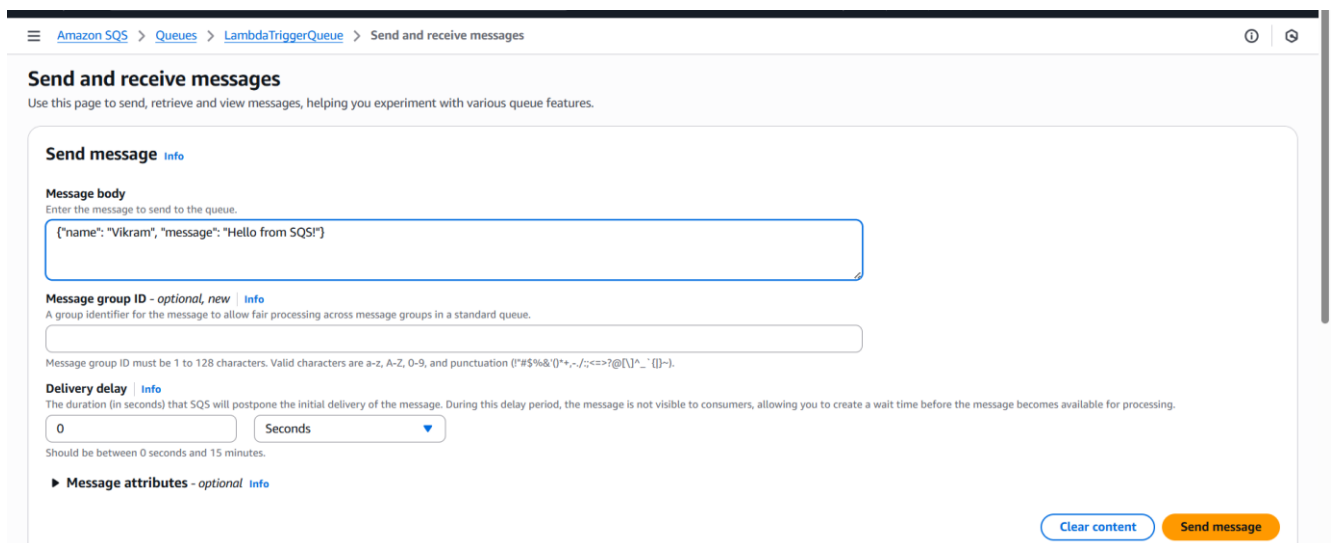 Amazon SQS > Queues > LambdaTriggerQueue > Send and receive messages
Send and receive messages
Use this page to send, retrieve and view messages, helping you experiment with various queue features.
Send message Info
Message body
Enter the message to send to the queue.
{"name": "Vikram", "message": "Hello from SQS!"}
Message group ID - optional, new | Info
A group identifier for the message to allow fair processing across message groups in a standard queue.
Message group ID must be 1 to 128 characters. Valid characters are a-z, A-Z, 0-9, and punctuation (!"#$%&'()*+,-./:;<=>?@[\]^_`{|}~).
Delivery delay | Info
The duration (in seconds) that SQS will postpone the initial delivery of the message. During this delay period, the message is not visible to consumers, allowing you to create a wait time before the message becomes available for processing.
0 Seconds
Should be between 0 seconds and 15 minutes.
Message attributes - optional Info
Clear content Send message